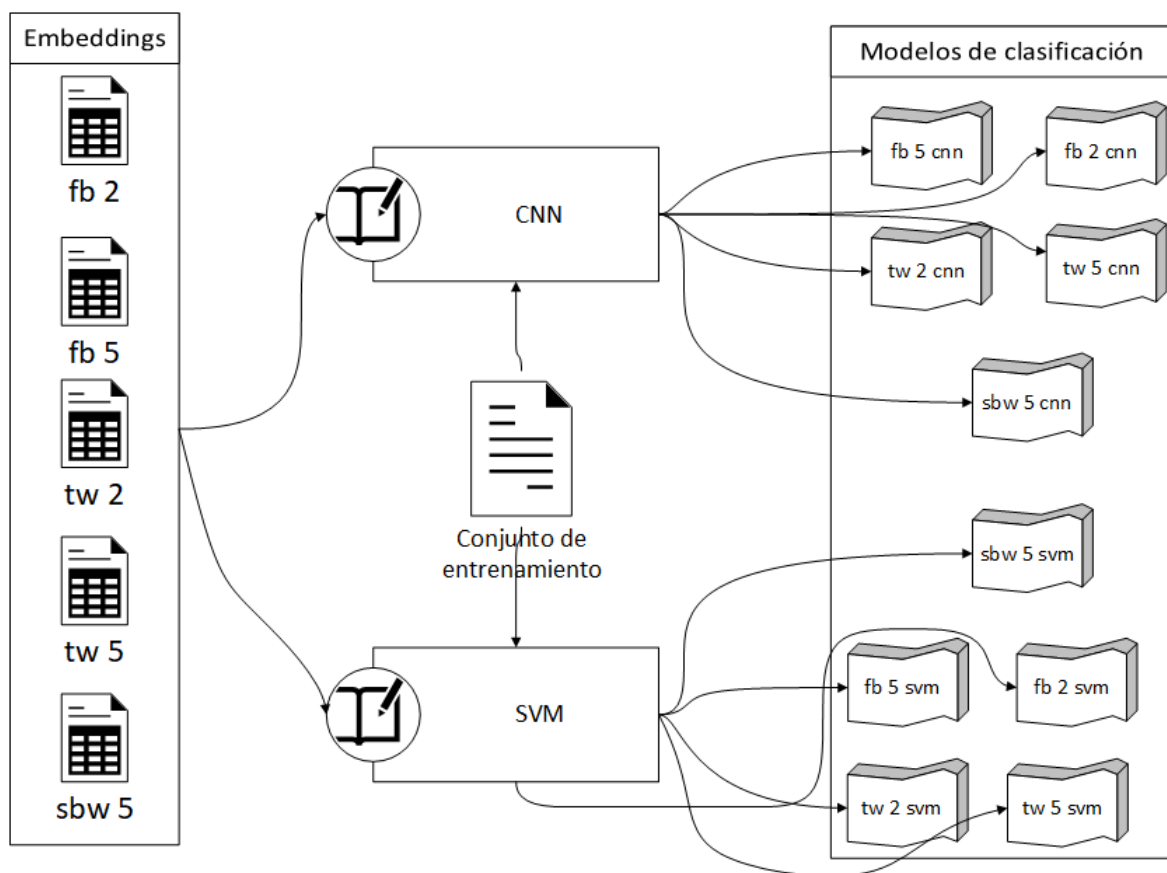 Embeddings
fb 2
fb 5
tw 2
tw 5
sbw 5
CNN
Conjunto de
entrenamiento
SVM
Modelos de clasificación
fb 5 cnn
fb 2 cnn
tw 2 cnn
tw 5 cnn
sbw 5 cnn
sbw 5 svm
fb 5 svm
fb 2 svm
tw 2 svm
tw 5 svm